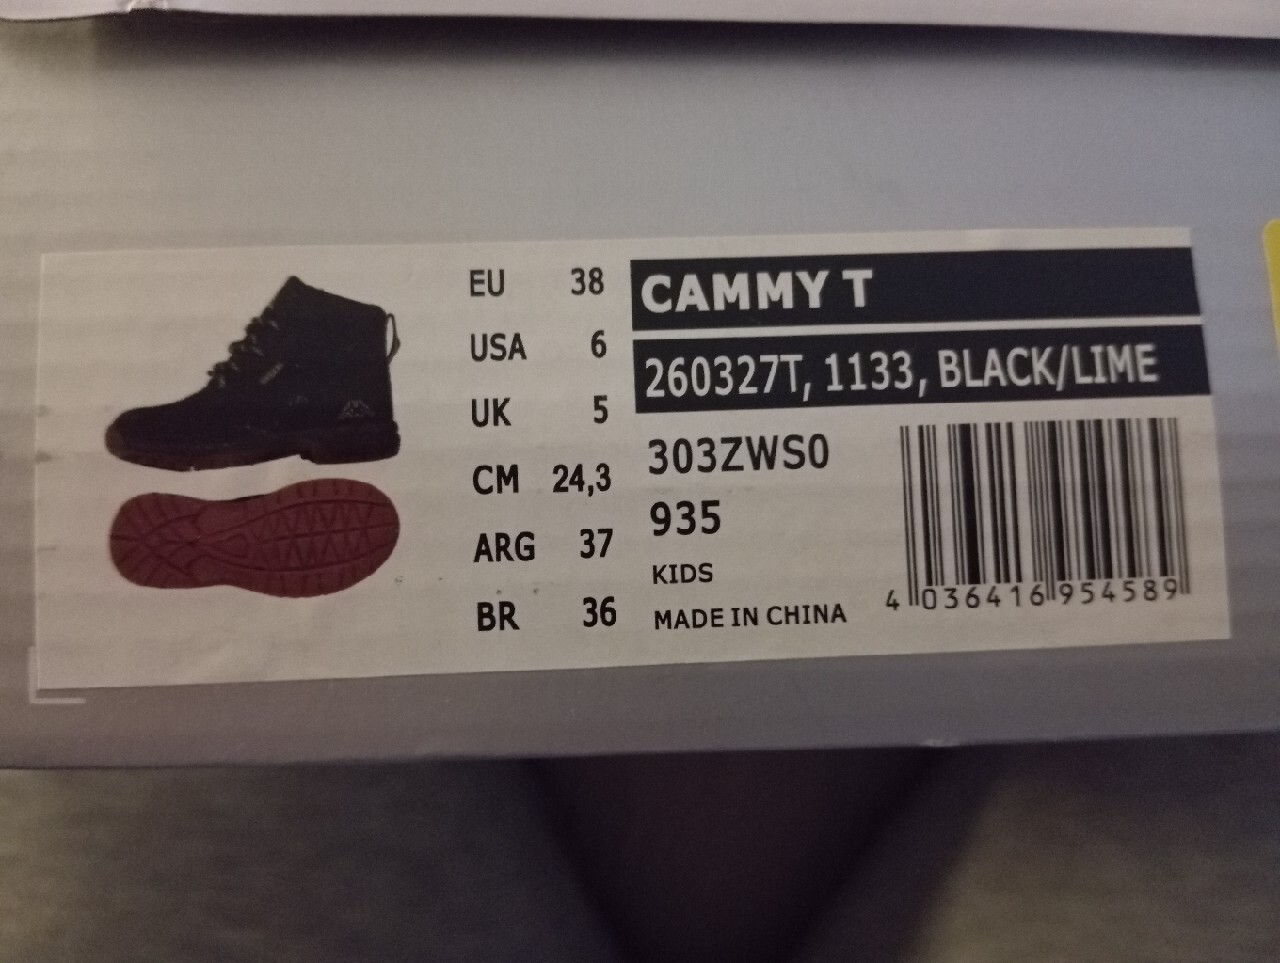 EU 38
USA 6
UK 5
CM 24,3
ARG 37
BR 36
CAMMY T
260327T, 1133, BLACK/LIME
303ZWS0
935
KIDS
MADE IN CHINA
4 036416 954589